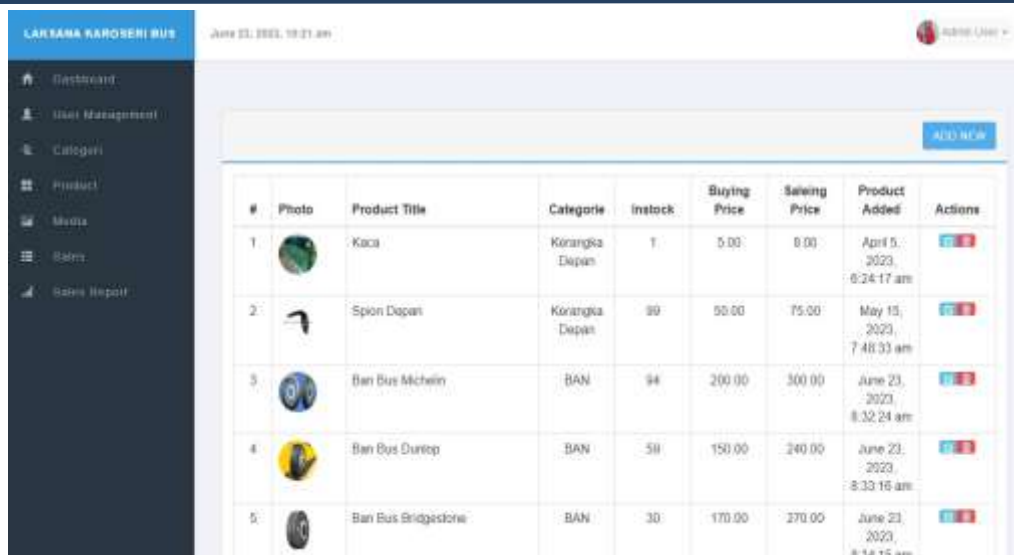 LAKSANA KAROSERI BUS
June 23, 2023, 10:21 am
Admin User
Dashboard
User Management
Categori
Product
Media
Sales
Sales Report
ADD NEW
# Photo Product Title Categorie Instock Buying Price Saleing Price Product Added Actions
1 Kaca Kerangka Depan 1 5.00 8.00 April 5, 2023, 6:24:17 am
2 Spion Depan Kerangka Depan 99 50.00 75.00 May 15, 2023, 7:48:33 am
3 Ban Bus Michelin BAN 94 200.00 300.00 June 23, 2023, 8:32:24 am
4 Ban Bus Dunlop BAN 59 150.00 240.00 June 23, 2023, 8:33:16 am
5 Ban Bus Bridgestone BAN 30 170.00 270.00 June 23, 2023,